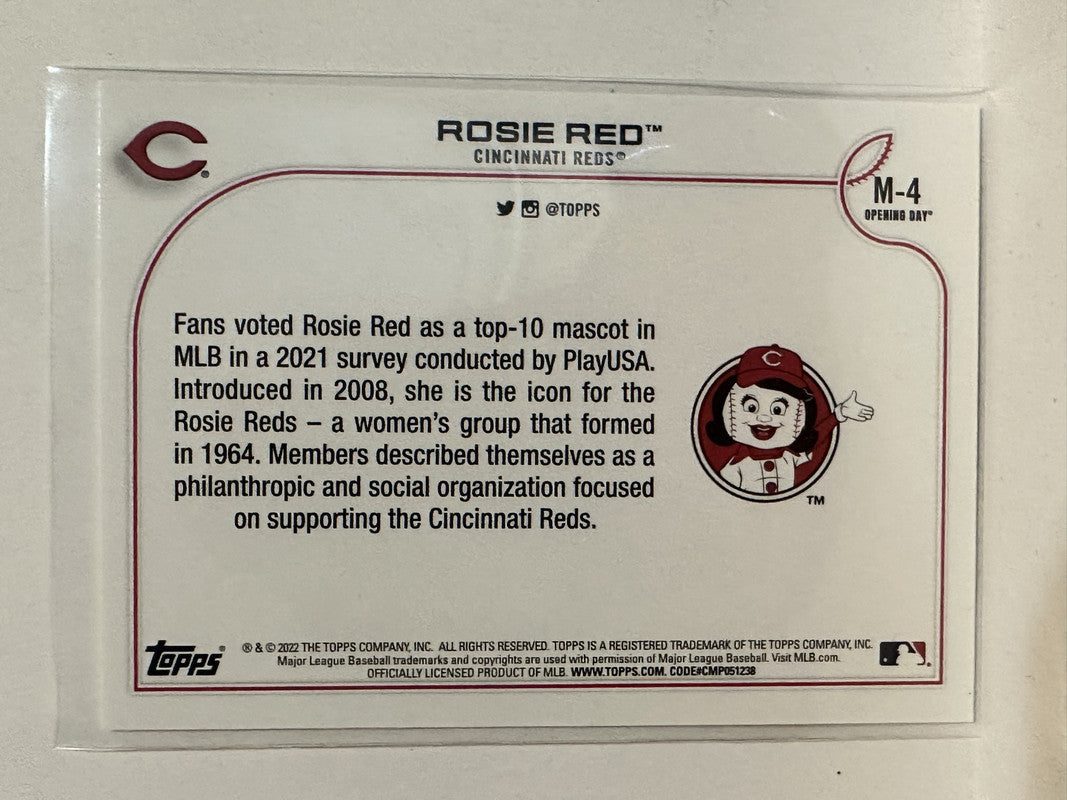 C®
ROSIE RED™
CINCINNATI REDS®
M-4
OPENING DAY®
@TOPPS
Fans voted Rosie Red as a top-10 mascot in
MLB in a 2021 survey conducted by PlayUSA.
Introduced in 2008, she is the icon for the
Rosie Reds – a women's group that formed
in 1964. Members described themselves as a
philanthropic and social organization focused
on supporting the Cincinnati Reds.
C
TM
Topps®
® & © 2022 THE TOPPS COMPANY, INC. ALL RIGHTS RESERVED. TOPPS IS A REGISTERED TRADEMARK OF THE TOPPS COMPANY, INC.
Major League Baseball trademarks and copyrights are used with permission of Major League Baseball. Visit MLB.com.
OFFICIALLY LICENSED PRODUCT OF MLB. WWW.TOPPS.COM. CODE#CMP051238